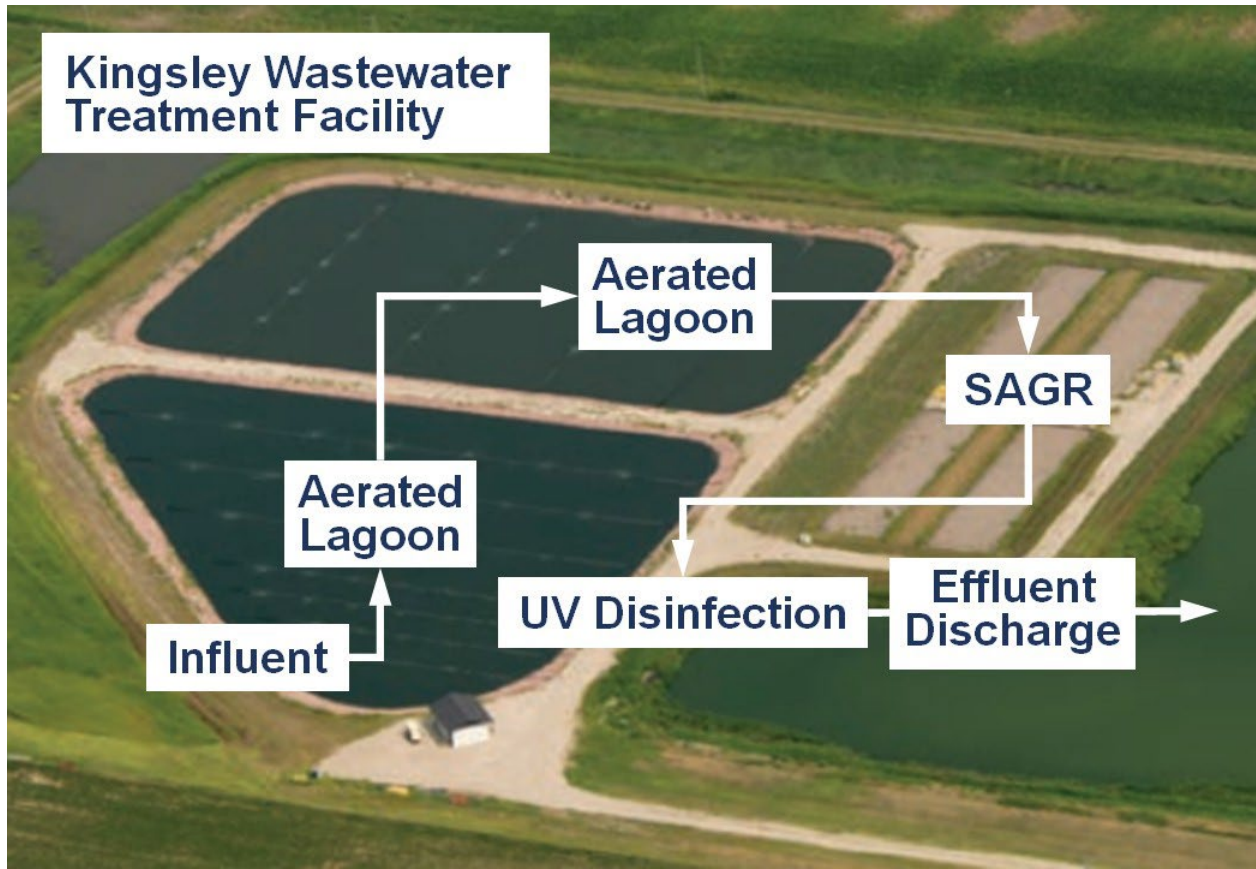 Kingsley Wastewater
Treatment Facility
Aerated
Lagoon
SAGR
Aerated
Lagoon
UV Disinfection
Effluent
Discharge
Influent